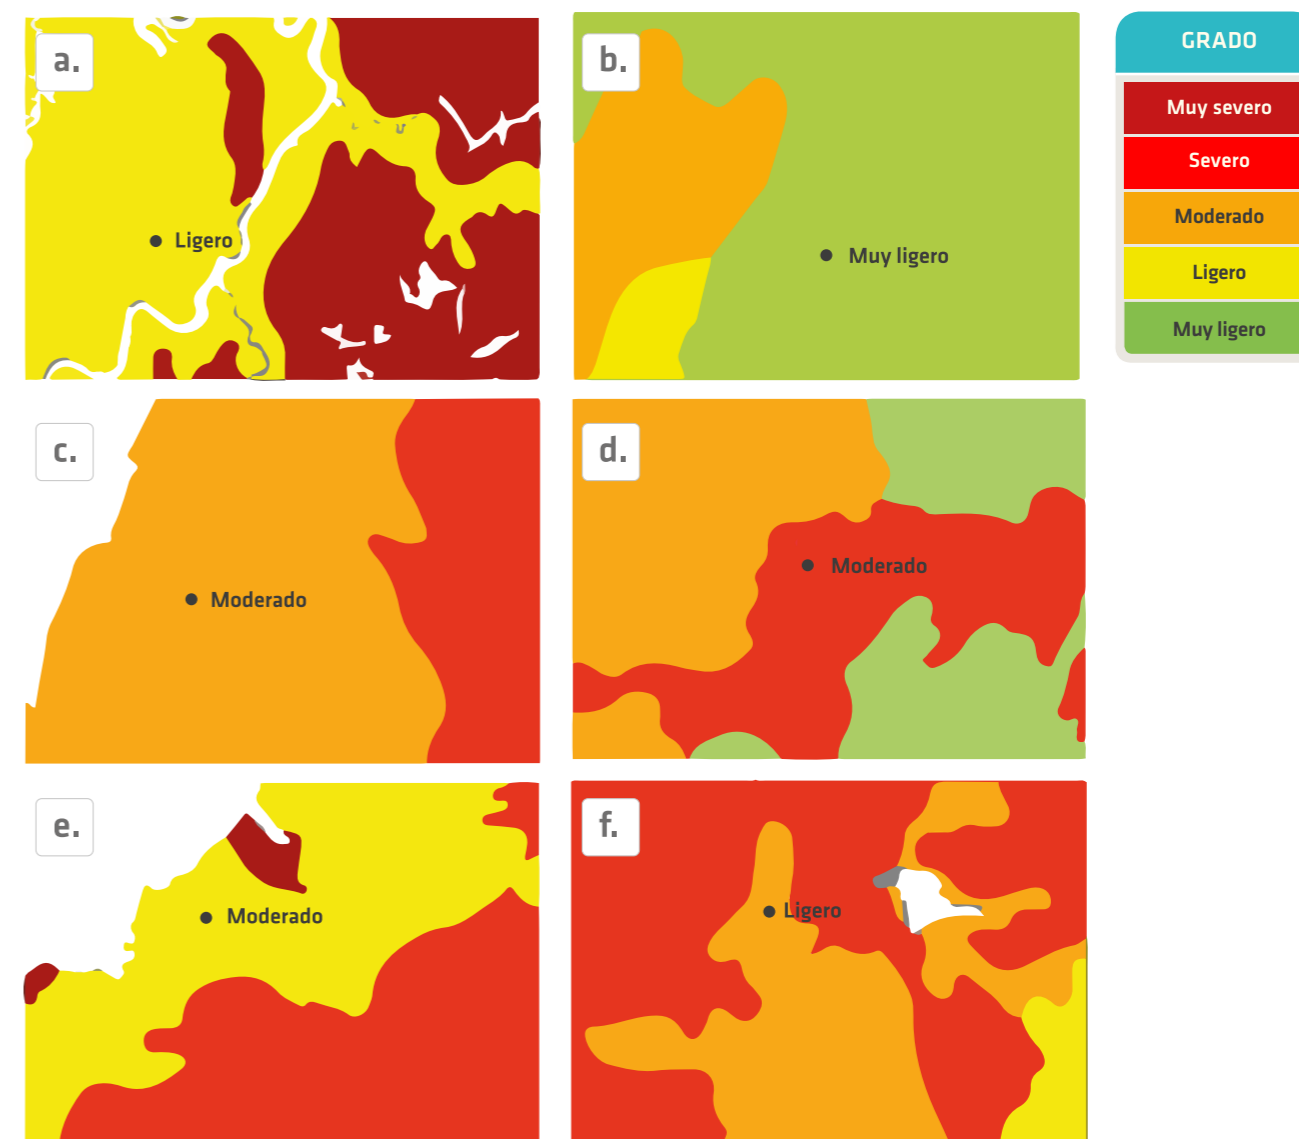 a.
Ligero
b.
Muy ligero
GRADO
Muy severo
Severo
Moderado
Ligero
Muy ligero
c.
Moderado
d.
Moderado
e.
Moderado
f.
Ligero